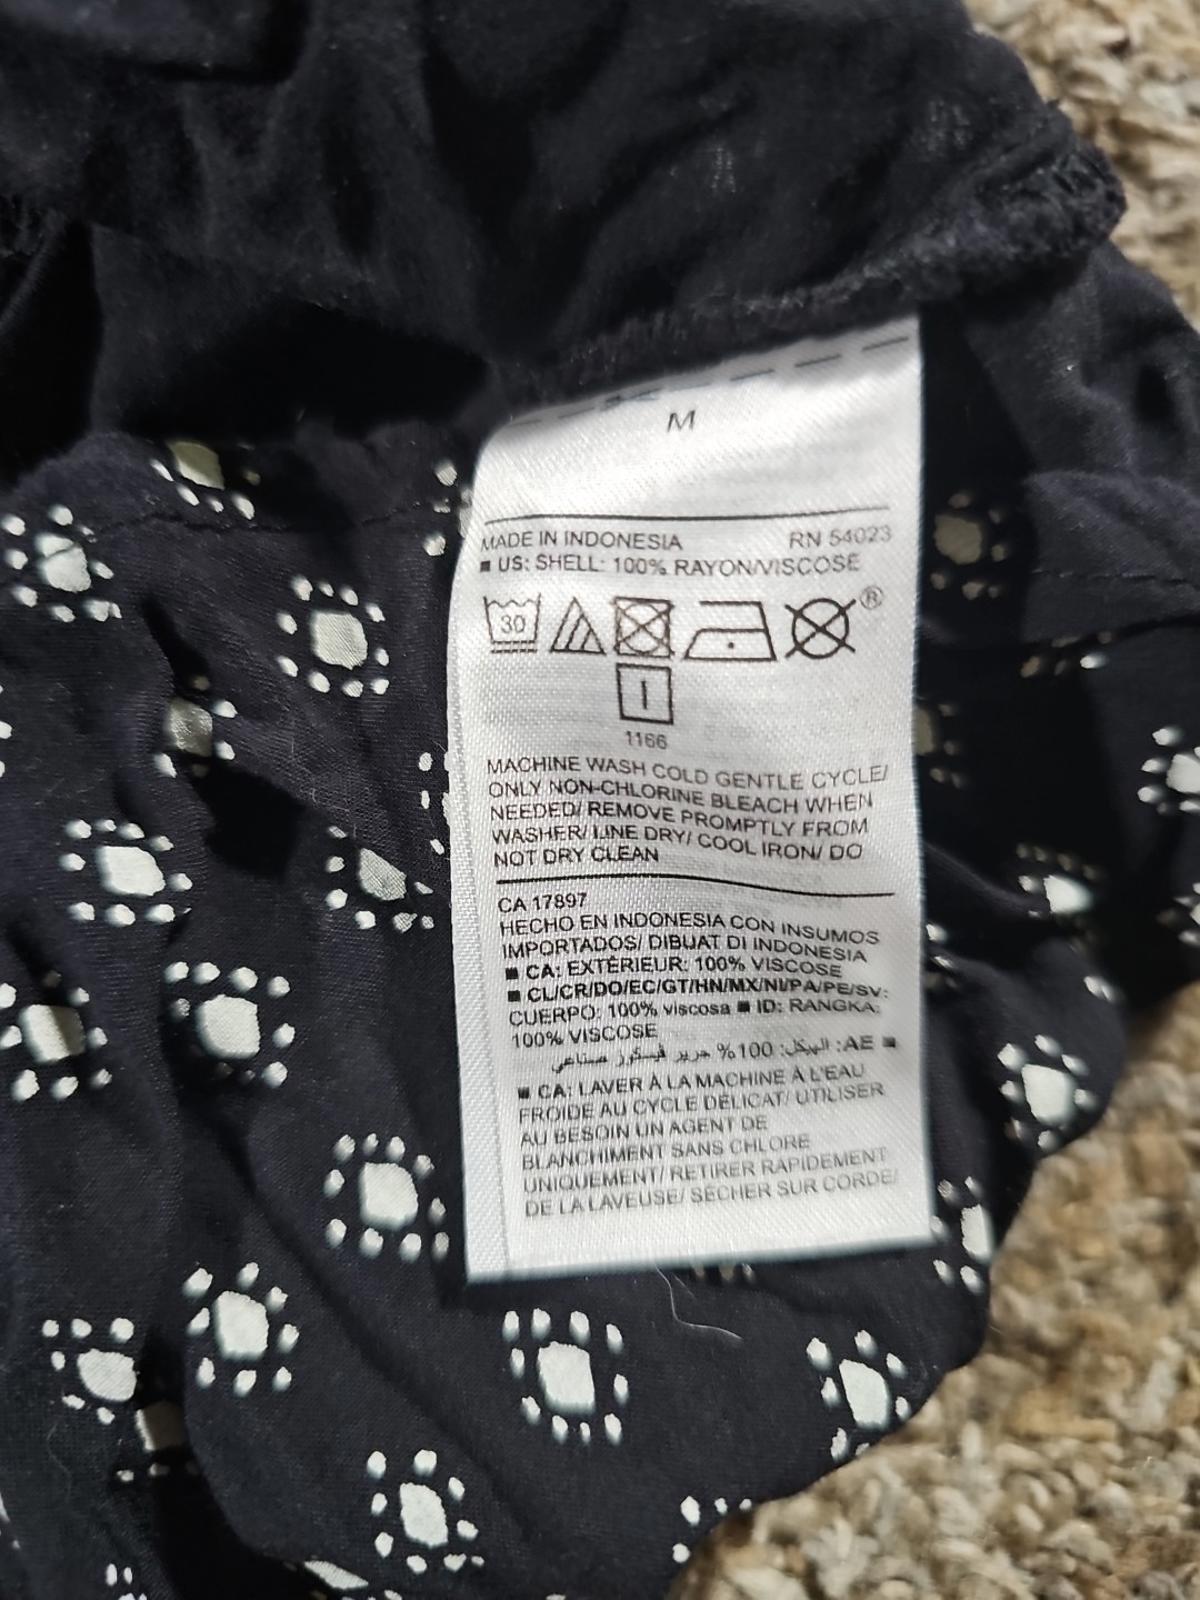 M
MADE IN INDONESIA RN 54023
■ US: SHELL: 100% RAYON/VISCOSE
30 ®
1166
MACHINE WASH COLD GENTLE CYCLE/
ONLY NON-CHLORINE BLEACH WHEN
NEEDED/ REMOVE PROMPTLY FROM
WASHER/ LINE DRY/ COOL IRON/ DO
NOT DRY CLEAN
CA 17897
HECHO EN INDONESIA CON INSUMOS
IMPORTADOS/ DIBUAT DI INDONESIA
■ CA: EXTÉRIEUR: 100% VISCOSE
■ CL/CR/DO/EC/GT/HN/MX/NI/PA/PE/SV:
CUERPO: 100% viscosa ■ ID: RANGKA:
100% VISCOSE
■ AE: الهيكل: 100% حرير فيسكوز صناعي
■ CA: LAVER À LA MACHINE À L'EAU
FROIDE AU CYCLE DÉLICAT/ UTILISER
AU BESOIN UN AGENT DE
BLANCHIMENT SANS CHLORE
UNIQUEMENT/ RETIRER RAPIDEMENT
DE LA LAVEUSE/ SÉCHER SUR CORDE/